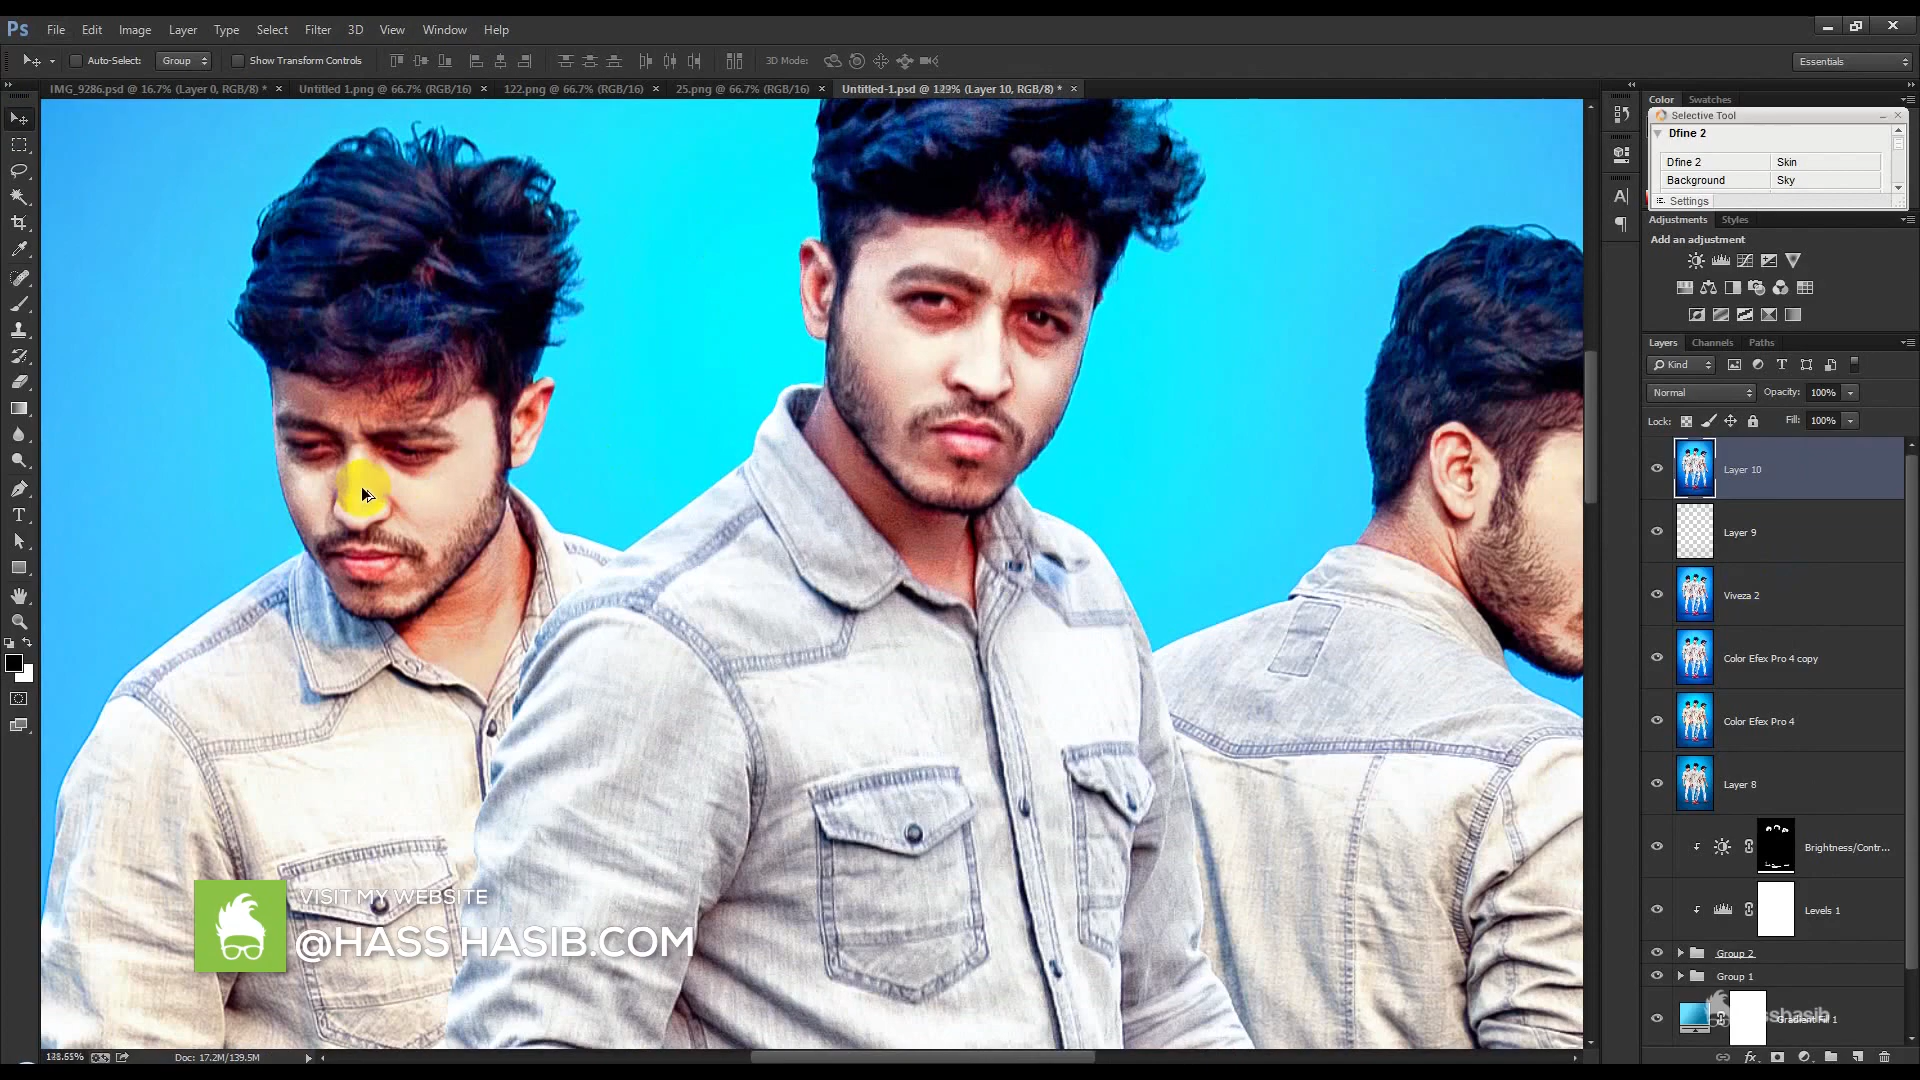 Ps File Edit Image Layer Type Select Filter 3D View Window Help
Auto-Select: Group Show Transform Controls 3D Mode: Essentials
IMG_9286.psd @ 16.7% (Layer 0, RGB/8) * × Untitled 1.png @ 66.7% (RGB/16) × 122.png @ 66.7% (RGB/16) × 25.png @ 66.7% (RGB/16) × Untitled-1.psd @ 129% (Layer 10, RGB/8) * ×
Color Swatches
Selective Tool
Dfine 2
Dfine 2 Skin
Background Sky
Settings
Adjustments Styles
Add an adjustment
Layers Channels Paths
Kind
Normal Opacity: 100%
Lock: Fill: 100%
Layer 10
Layer 9
Viveza 2
Color Efex Pro 4 copy
Color Efex Pro 4
Layer 8
Brightness/Contr...
Levels 1
Group 2
Group 1
Gradient Fill 1
VISIT MY WEBSITE
@HASS HASIB.COM
Doc: 17.2M/139.5M